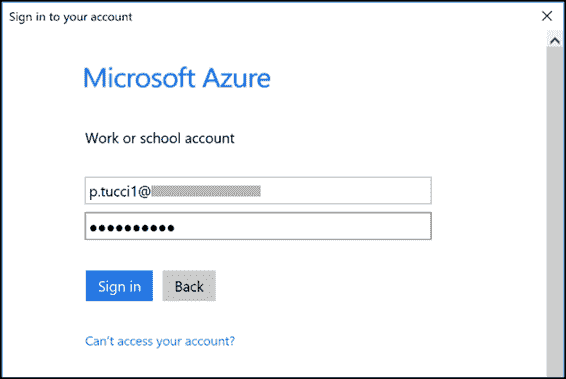 Sign in to your account
Microsoft Azure
Work or school account
p.tucci1@
●●●●●●●●●●
Sign in
Back
Can't access your account?